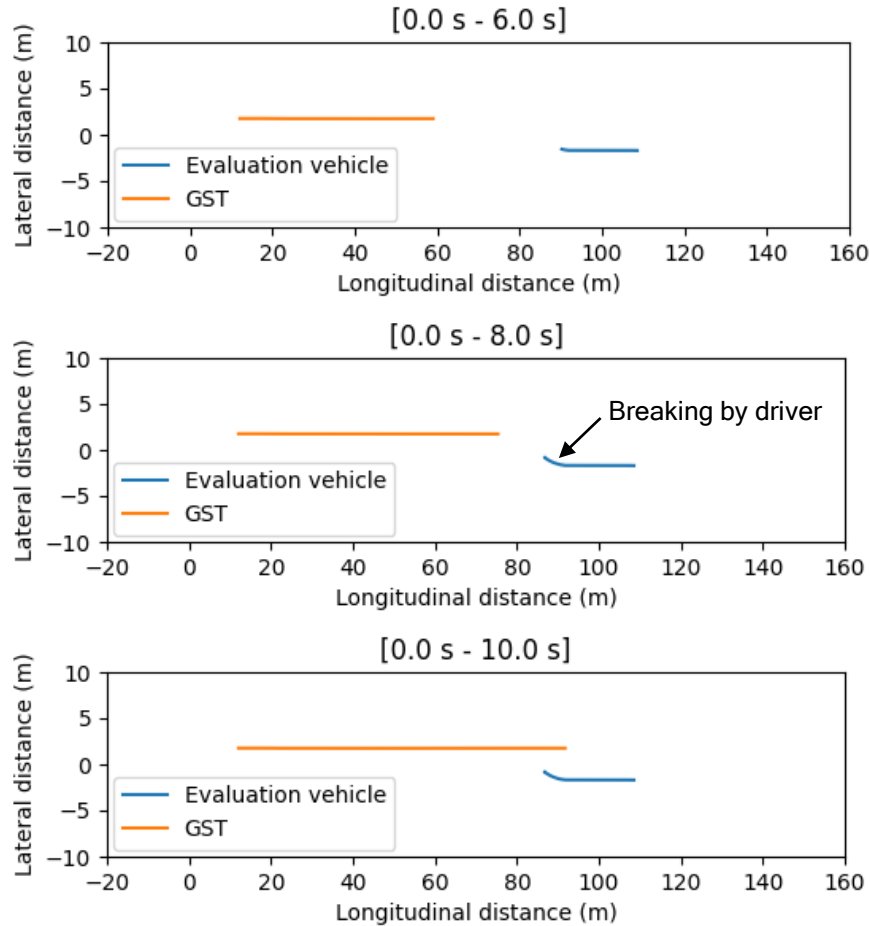 [0.0 s - 6.0 s]
10
5
0
−5
−10
Lateral distance (m)
Evaluation vehicle
GST
−20 0 20 40 60 80 100 120 140 160
Longitudinal distance (m)
[0.0 s - 8.0 s]
10
5
0
−5
−10
Lateral distance (m)
Breaking by driver
Evaluation vehicle
GST
−20 0 20 40 60 80 100 120 140 160
Longitudinal distance (m)
[0.0 s - 10.0 s]
10
5
0
−5
−10
Lateral distance (m)
Evaluation vehicle
GST
−20 0 20 40 60 80 100 120 140 160
Longitudinal distance (m)